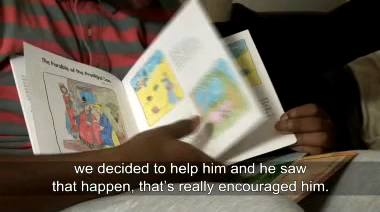 The Parable of the Prodigal Son
we decided to help him and he saw
that happen, that's really encouraged him.